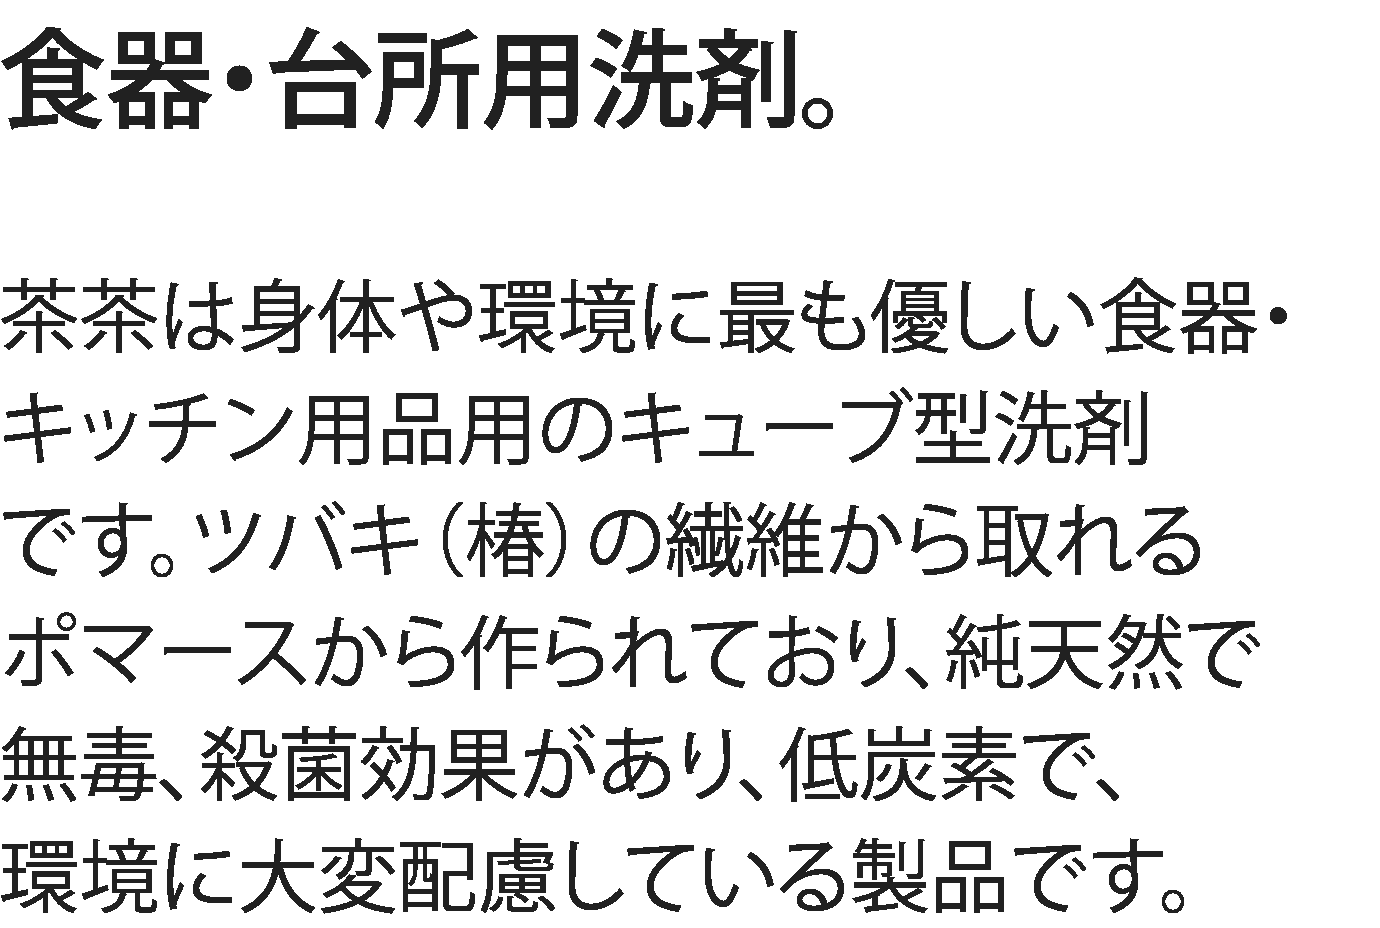 食器・台所用洗剤。
茶茶は身体や環境に最も優しい食器・
キッチン用品用のキューブ型洗剤
です。ツバキ（椿）の繊維から取れる
ポマースから作られており、純天然で
無毒、殺菌効果があり、低炭素で、
環境に大変配慮している製品です。